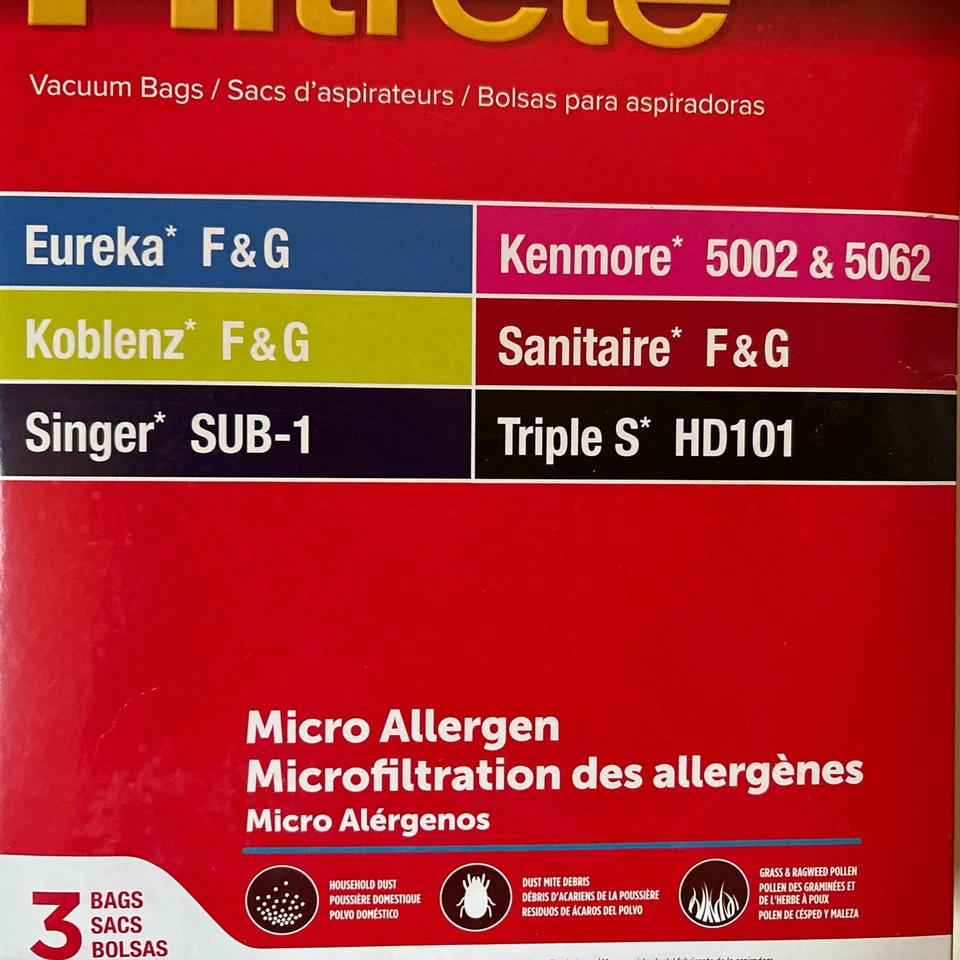 Filtrete
Vacuum Bags / Sacs d'aspirateurs / Bolsas para aspiradoras
Eureka* F & G
Kenmore* 5002 & 5062
Koblenz* F & G
Sanitaire* F & G
Singer* SUB-1
Triple S* HD101
Micro Allergen
Microfiltration des allergènes
Micro Alérgenos
3 BAGS
SACS
BOLSAS
HOUSEHOLD DUST
POUSSIÈRE DOMESTIQUE
POLVO DOMÉSTICO
DUST MITE DEBRIS
DÉBRIS D'ACARIENS DE LA POUSSIÈRE
RESIDUOS DE ÁCAROS DEL POLVO
GRASS & RAGWEED POLLEN
POLLEN DES GRAMINÉES ET
DE L'HERBE À POUX
POLEN DE CÉSPED Y MALEZA